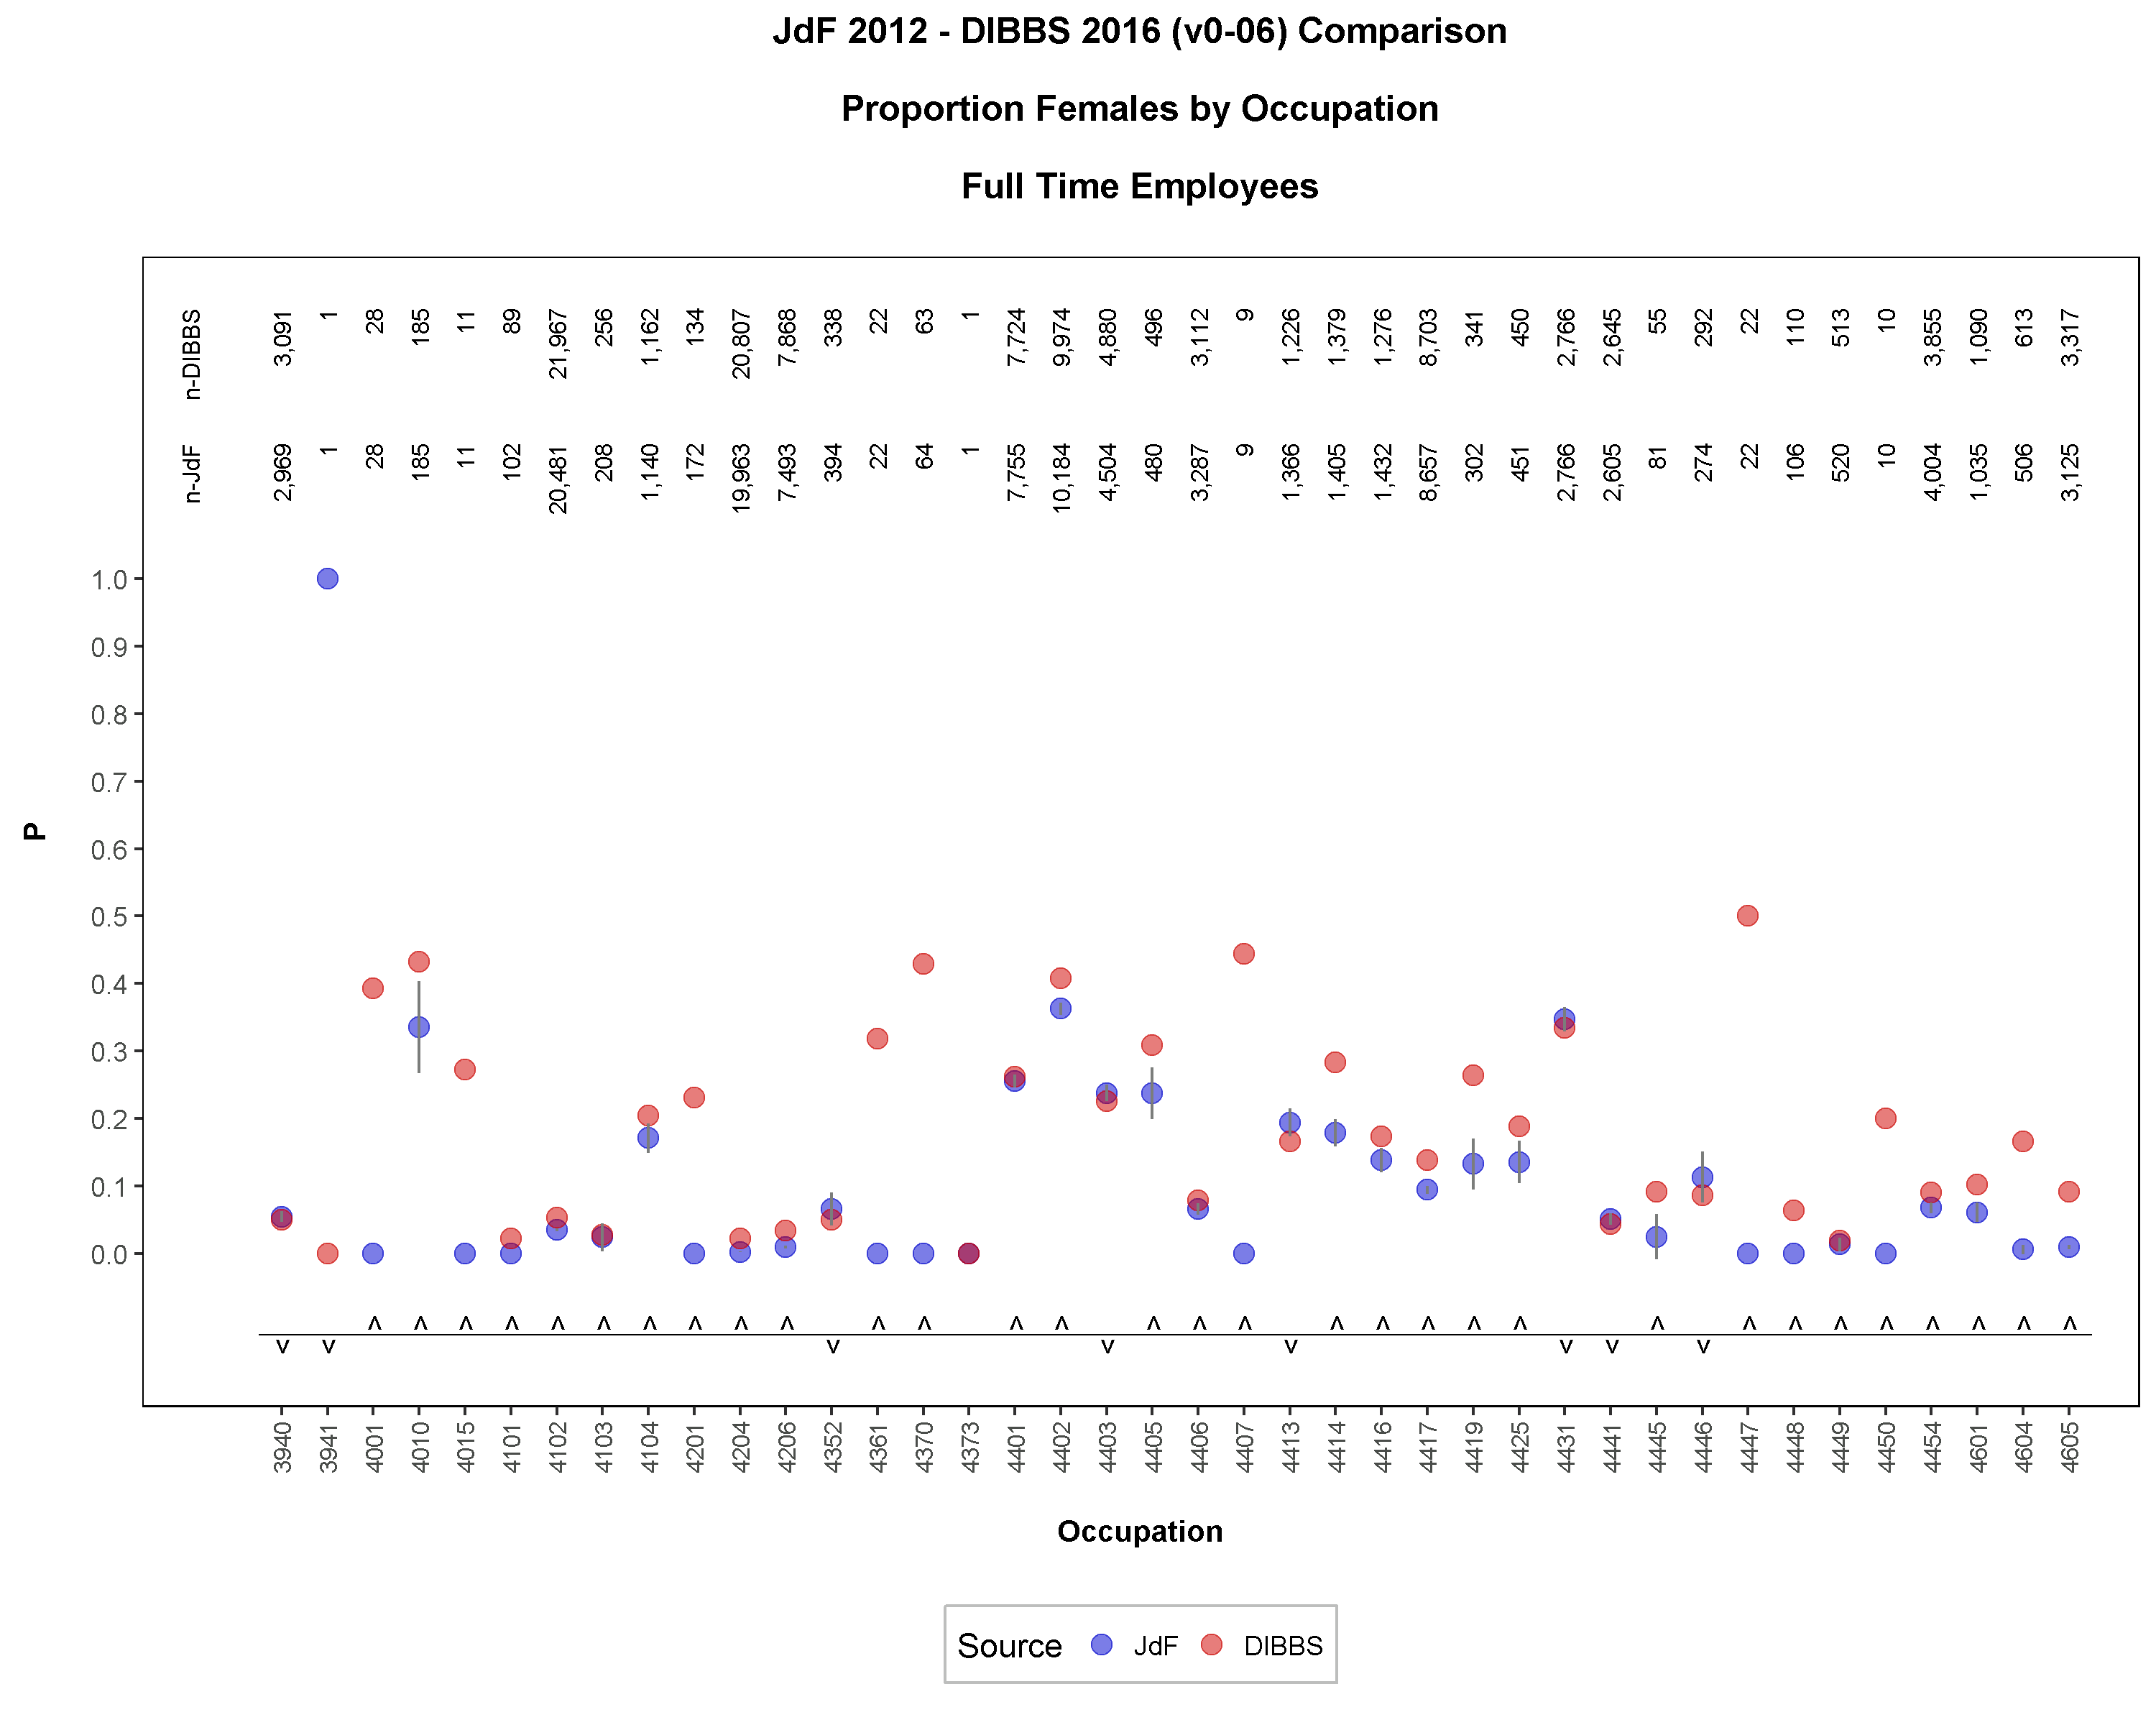 JdF 2012 - DIBBS 2016 (v0-06) Comparison
Proportion Females by Occupation
Full Time Employees
n-DIBBS 3,091 1 28 185 11 89 21,967 256 1,162 134 20,807 7,868 338 22 63 1 7,724 9,974 4,880 496 3,112 9 1,226 1,379 1,276 8,703 341 450 2,766 2,645 55 292 22 110 513 10 3,855 1,090 613 3,317
n-JdF 2,969 1 28 185 11 102 20,481 208 1,140 172 19,963 7,493 394 22 64 1 7,755 10,184 4,504 480 3,287 9 1,366 1,405 1,432 8,657 302 451 2,766 2,605 81 274 22 106 520 10 4,004 1,035 506 3,125
1.0
0.9
0.8
0.7
0.6
P
0.5
0.4
0.3
0.2
0.1
0.0
^ ^ ^ ^ ^ ^ ^ ^ ^ ^ ^ ^ ^ ^ ^ ^ ^ ^ ^ ^ ^ ^ ^ ^ ^ ^ ^ ^ ^ ^ ^
v v v v v v v v
3940 3941 4001 4010 4015 4101 4102 4103 4104 4201 4204 4206 4352 4361 4370 4373 4401 4402 4403 4405 4406 4407 4413 4414 4416 4417 4419 4425 4431 4441 4445 4446 4447 4448 4449 4450 4454 4601 4604 4605
Occupation
Source JdF DIBBS